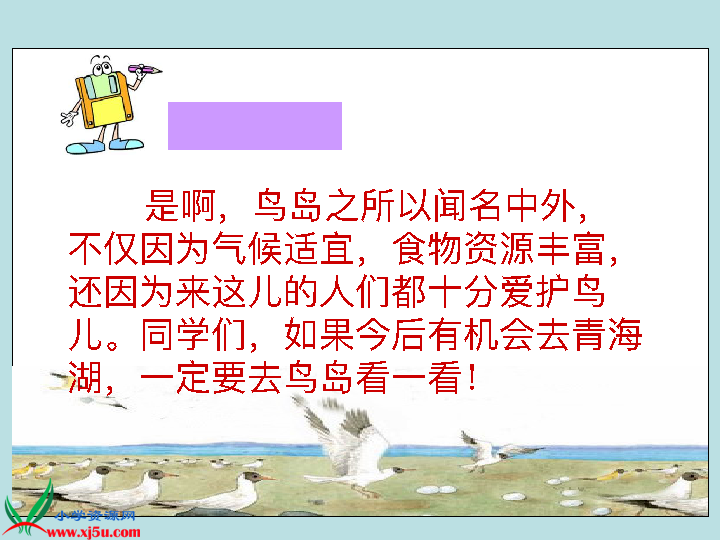 是啊，鸟岛之所以闻名中外，
不仅因为气候适宜，食物资源丰富，
还因为来这儿的人们都十分爱护鸟
儿。同学们，如果今后有机会去青海
湖，一定要去鸟岛看一看！
小学资源网
www.xj5u.com